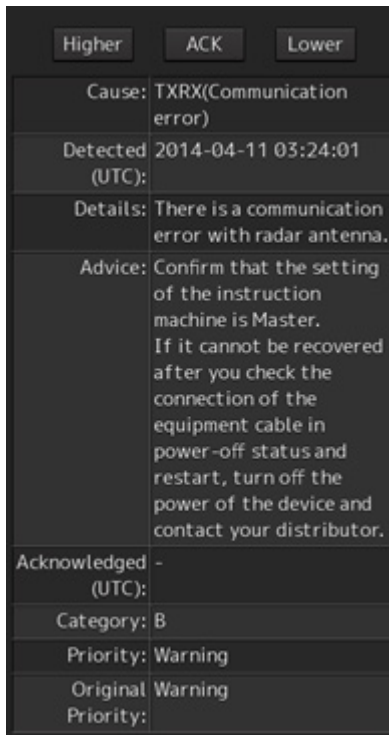 Higher ACK Lower
Cause: TXRX(Communication
error)
Detected 2014-04-11 03:24:01
(UTC):
Details: There is a communication
error with radar antenna.
Advice: Confirm that the setting
of the instruction
machine is Master.
If it cannot be recovered
after you check the
connection of the
equipment cable in
power-off status and
restart, turn off the
power of the device and
contact your distributor.
Acknowledged -
(UTC):
Category: B
Priority: Warning
Original Warning
Priority: